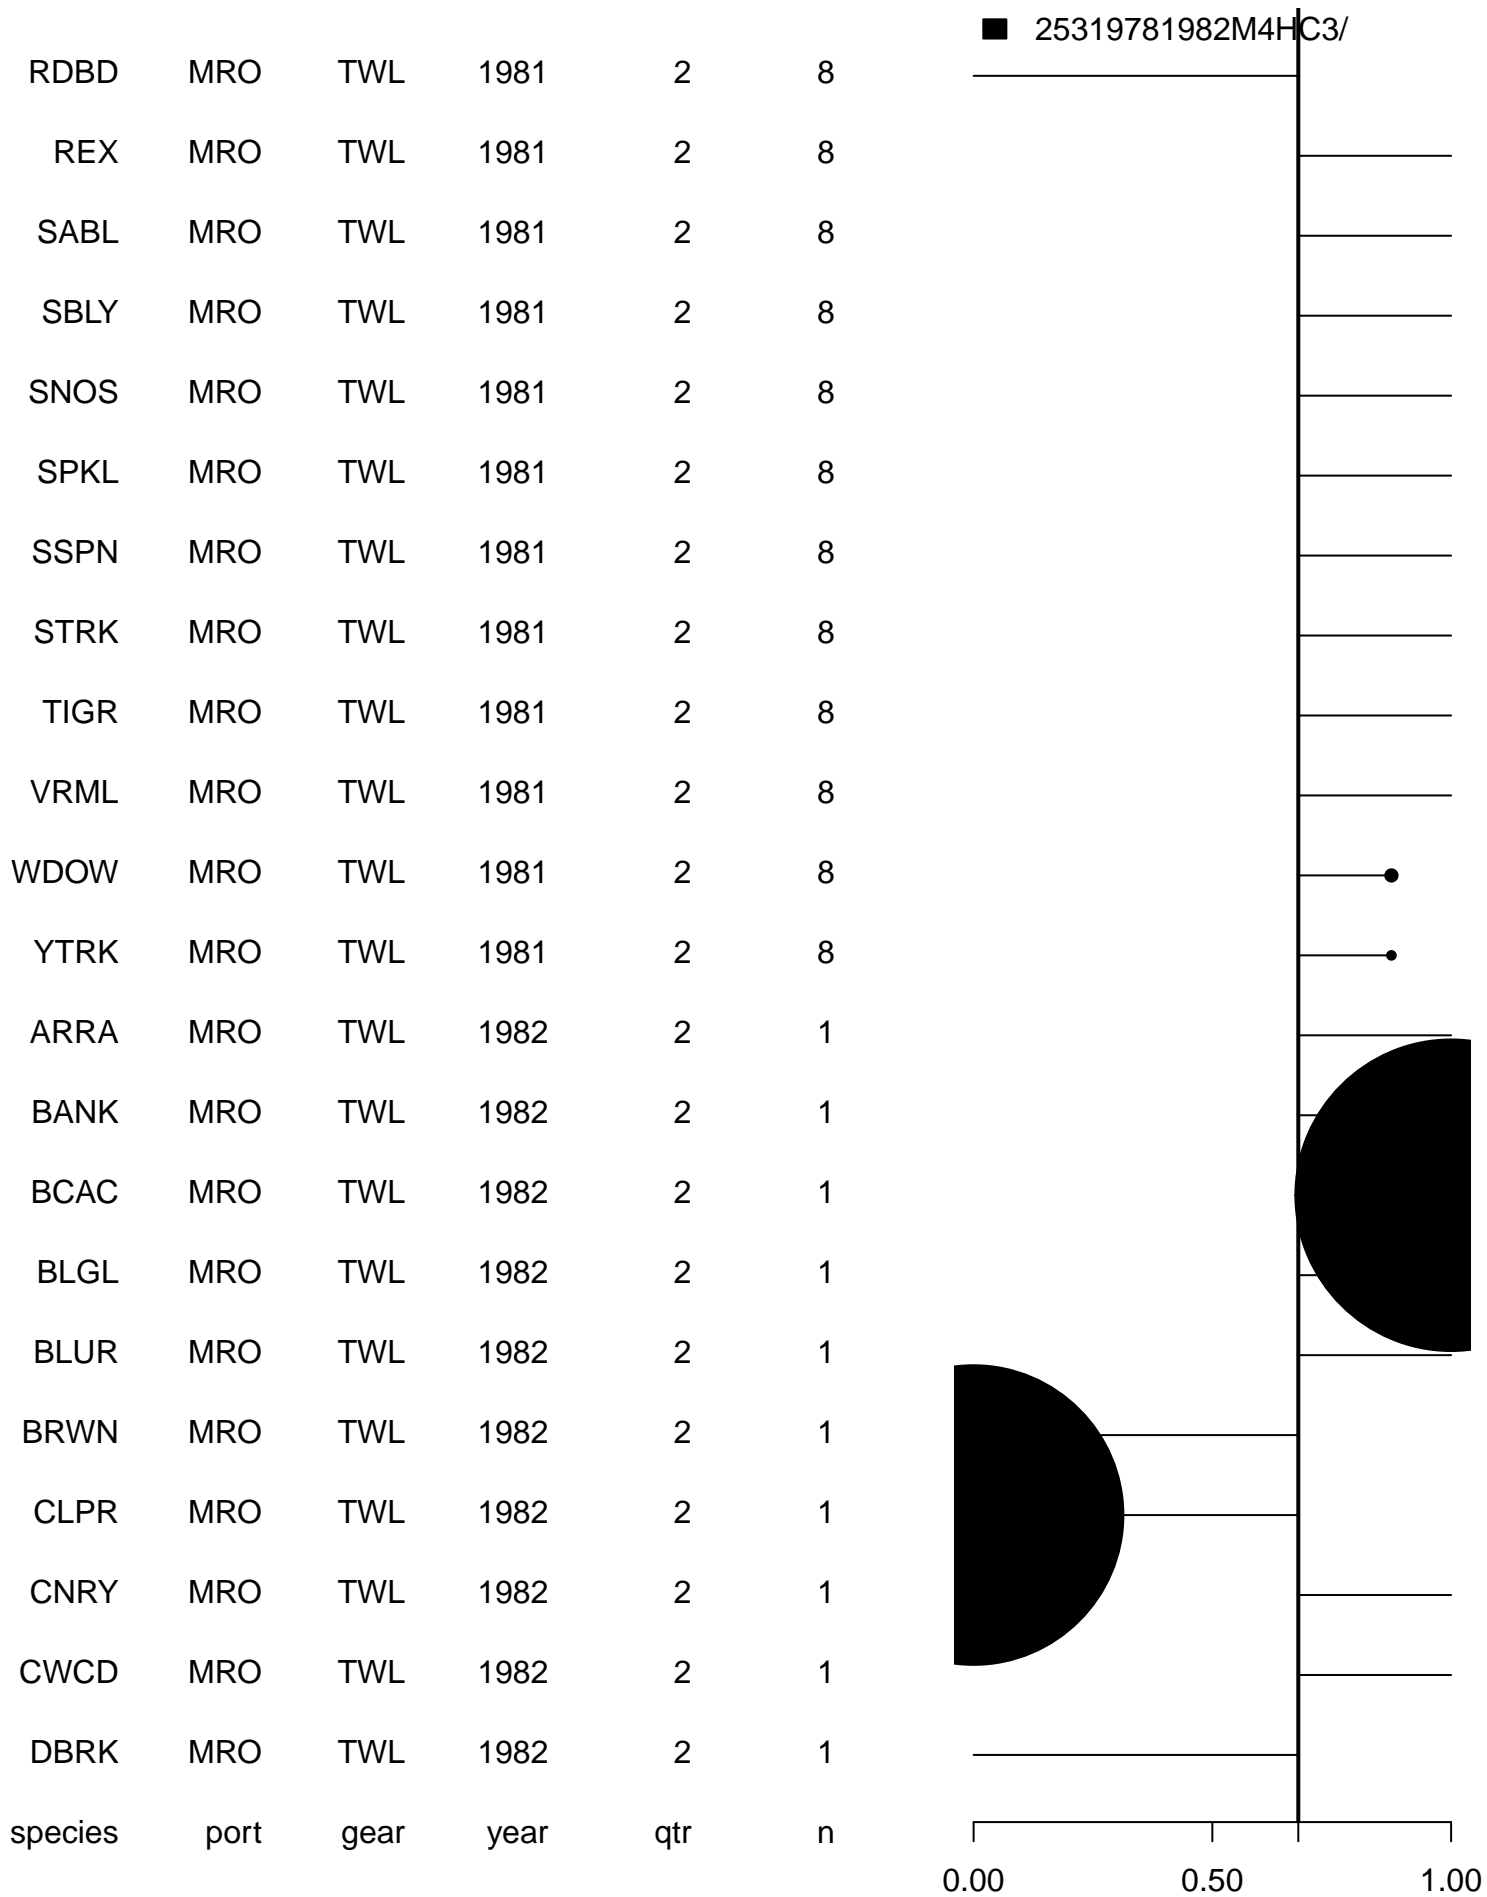 25319781982M4HC3/
RDBD MRO TWL 1981 2 8
REX MRO TWL 1981 2 8
SABL MRO TWL 1981 2 8
SBLY MRO TWL 1981 2 8
SNOS MRO TWL 1981 2 8
SPKL MRO TWL 1981 2 8
SSPN MRO TWL 1981 2 8
STRK MRO TWL 1981 2 8
TIGR MRO TWL 1981 2 8
VRML MRO TWL 1981 2 8
WDOW MRO TWL 1981 2 8
YTRK MRO TWL 1981 2 8
ARRA MRO TWL 1982 2 1
BANK MRO TWL 1982 2 1
BCAC MRO TWL 1982 2 1
BLGL MRO TWL 1982 2 1
BLUR MRO TWL 1982 2 1
BRWN MRO TWL 1982 2 1
CLPR MRO TWL 1982 2 1
CNRY MRO TWL 1982 2 1
CWCD MRO TWL 1982 2 1
DBRK MRO TWL 1982 2 1
species port gear year qtr n
0.00 0.50 1.00